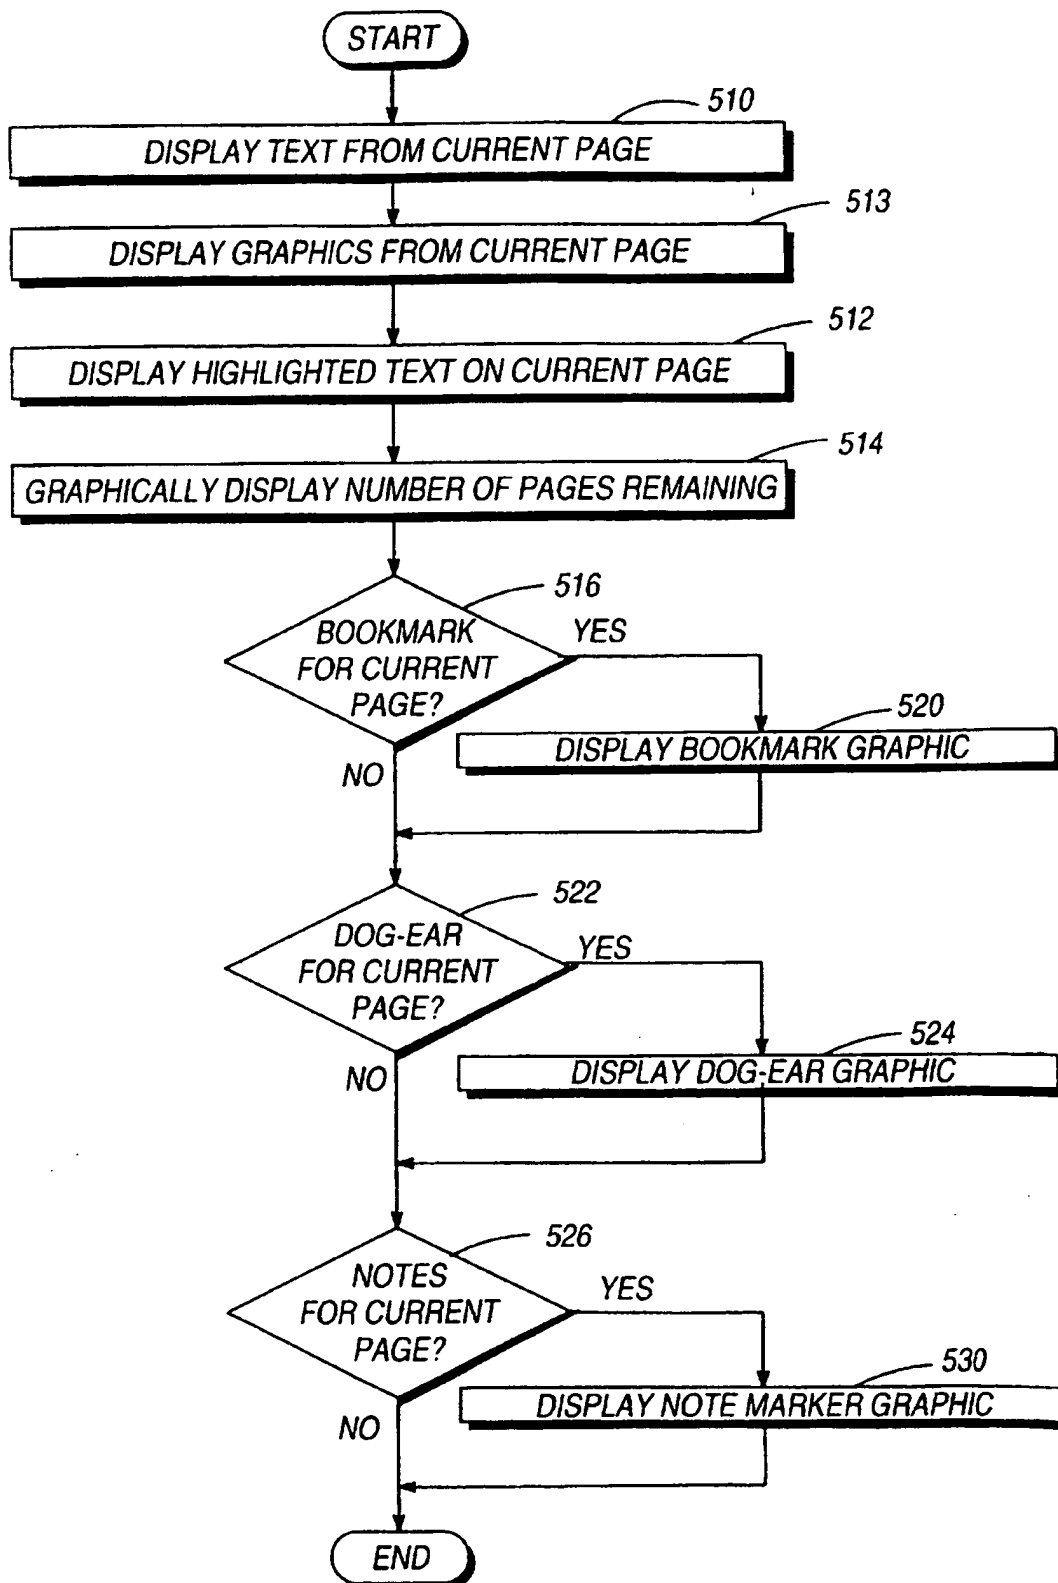 START
510
DISPLAY TEXT FROM CURRENT PAGE
513
DISPLAY GRAPHICS FROM CURRENT PAGE
512
DISPLAY HIGHLIGHTED TEXT ON CURRENT PAGE
514
GRAPHICALLY DISPLAY NUMBER OF PAGES REMAINING
516
BOOKMARK
FOR CURRENT
PAGE?
YES
520
DISPLAY BOOKMARK GRAPHIC
NO
522
DOG-EAR
FOR CURRENT
PAGE?
YES
524
DISPLAY DOG-EAR GRAPHIC
NO
526
NOTES
FOR CURRENT
PAGE?
YES
530
DISPLAY NOTE MARKER GRAPHIC
NO
END